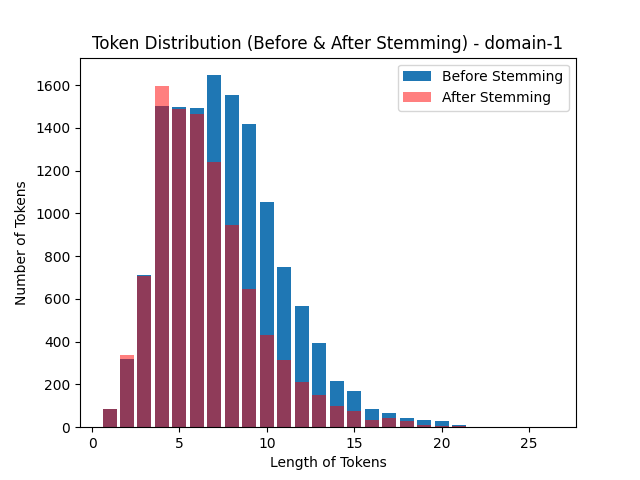 Token Distribution (Before & After Stemming) - domain-1
Before Stemming
After Stemming
Number of Tokens
1600
1400
1200
1000
800
600
400
200
0
0 5 10 15 20 25
Length of Tokens